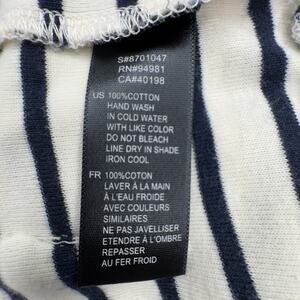 S#8701047
RN#94981
CA#40198
US 100%COTTON
HAND WASH
IN COLD WATER
WITH LIKE COLOR
DO NOT BLEACH
LINE DRY IN SHADE
IRON COOL
FR 100%COTON
LAVER À LA MAIN
À L'EAU FROIDE
AVEC COULEURS
SIMILAIRES
NE PAS JAVELLISER
ETENDRE À L'OMBRE
REPASSER
AU FER FROID